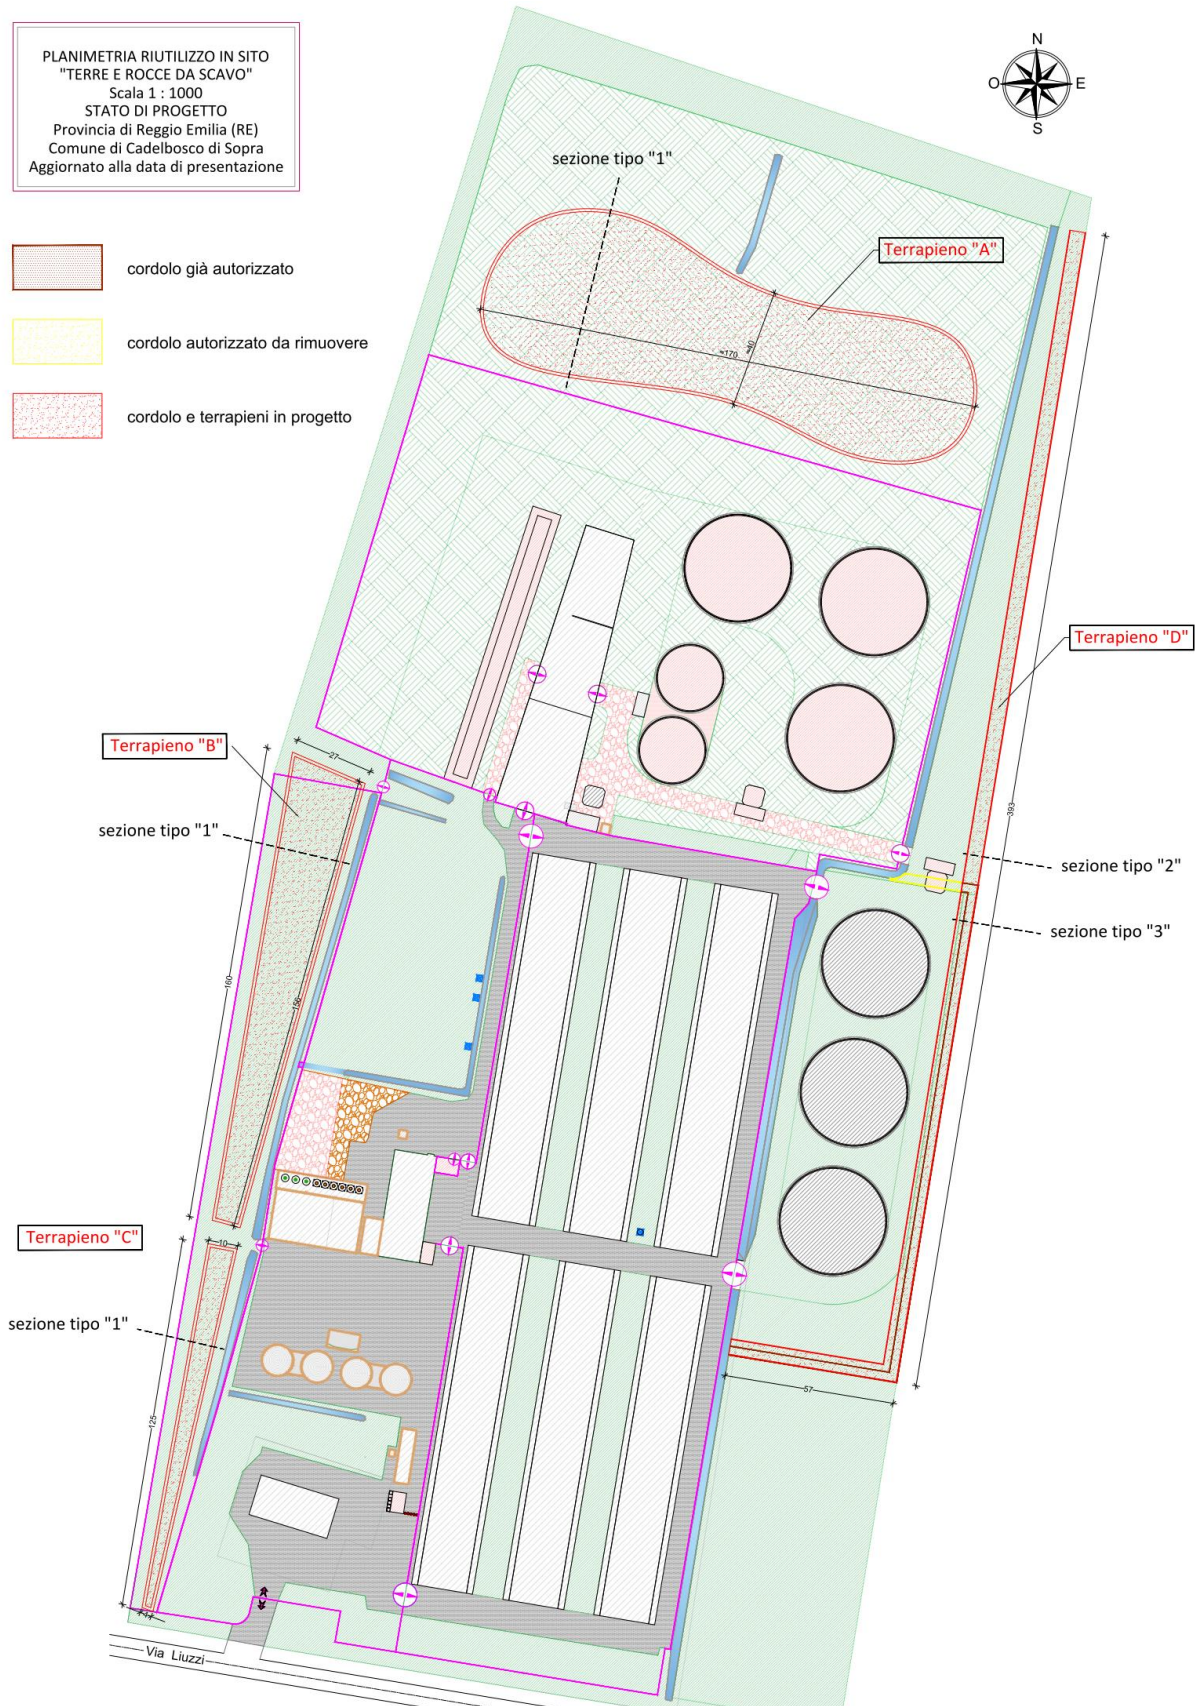 PLANIMETRIA RIUTILIZZO IN SITO
"TERRE E ROCCE DA SCAVO"
Scala 1 : 1000
STATO DI PROGETTO
Provincia di Reggio Emilia (RE)
Comune di Cadelbosco di Sopra
Aggiornato alla data di presentazione
N
O
E
S
sezione tipo "1"
Terrapieno "A"
cordolo già autorizzato
cordolo autorizzato da rimuovere
cordolo e terrapieni in progetto
≈40
≈170
Terrapieno "D"
Terrapieno "B"
27
393
sezione tipo "1"
sezione tipo "2"
sezione tipo "3"
160
156
Terrapieno "C"
10
sezione tipo "1"
57
125
Via Liuzzi